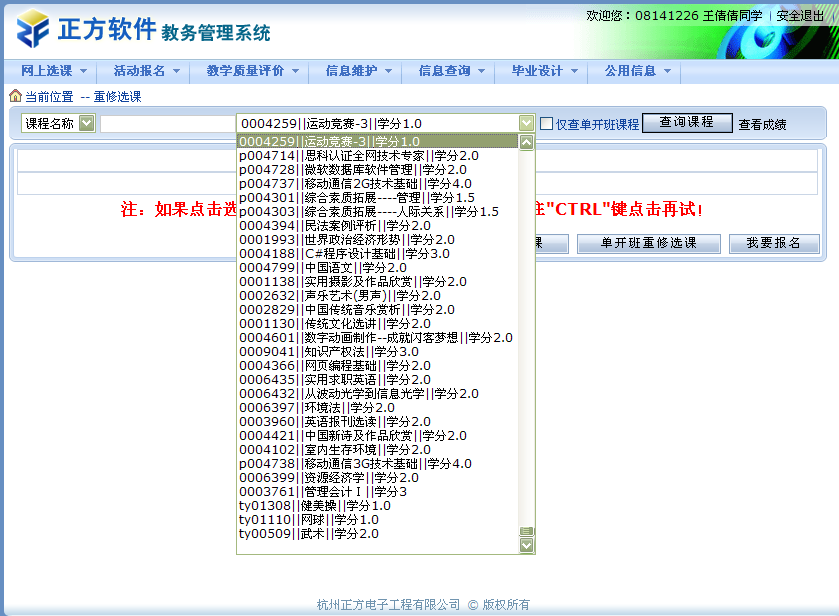 正方软件 教务管理系统
欢迎您：08141226 王倩倩同学 | 安全退出
网上选课 活动报名 教学质量评价 信息维护 信息查询 毕业设计 公用信息
当前位置 -- 重修选课
课程名称 0004259||运动竞赛-3||学分1.0 仅查单开班课程 查询课程 查看成绩
0004259||运动竞赛-3||学分1.0
p004714||思科认证全网技术专家||学分2.0
p004728||微软数据库软件管理||学分2.0
p004737||移动通信2G技术基础||学分4.0
p004301||综合素质拓展----管理||学分1.5
p004303||综合素质拓展----人际关系||学分1.5
注：如果点击选 注"CTRL"键点击再试!
0004394||民法案例评析||学分2.0
0001993||世界政治经济形势||学分2.0
课 单开班重修选课 我要报名
0004188||C#程序设计基础||学分3.0
0004799||中国语文||学分2.0
0001138||实用摄影及作品欣赏||学分2.0
0002632||声乐艺术(男声)||学分2.0
0002829||中国传统音乐赏析||学分2.0
0001130||传统文化选讲||学分2.0
0004601||数字动画制作--成就闪客梦想||学分2.0
0009041||知识产权法||学分3.0
0004366||网页编程基础||学分2.0
0006435||实用求职英语||学分2.0
0006432||从波动光学到信息光学||学分2.0
0006397||环境法||学分2.0
0003960||英语报刊选读||学分2.0
0004421||中国新诗及作品欣赏||学分2.0
0004102||室内生存环境||学分2.0
p004738||移动通信3G技术基础||学分4.0
0006399||资源经济学||学分2.0
0003761||管理会计Ⅰ||学分3
ty01308||健美操||学分1.0
ty01110||网球||学分1.0
ty00509||武术||学分2.0
杭州正方电子工程有限公司 © 版权所有